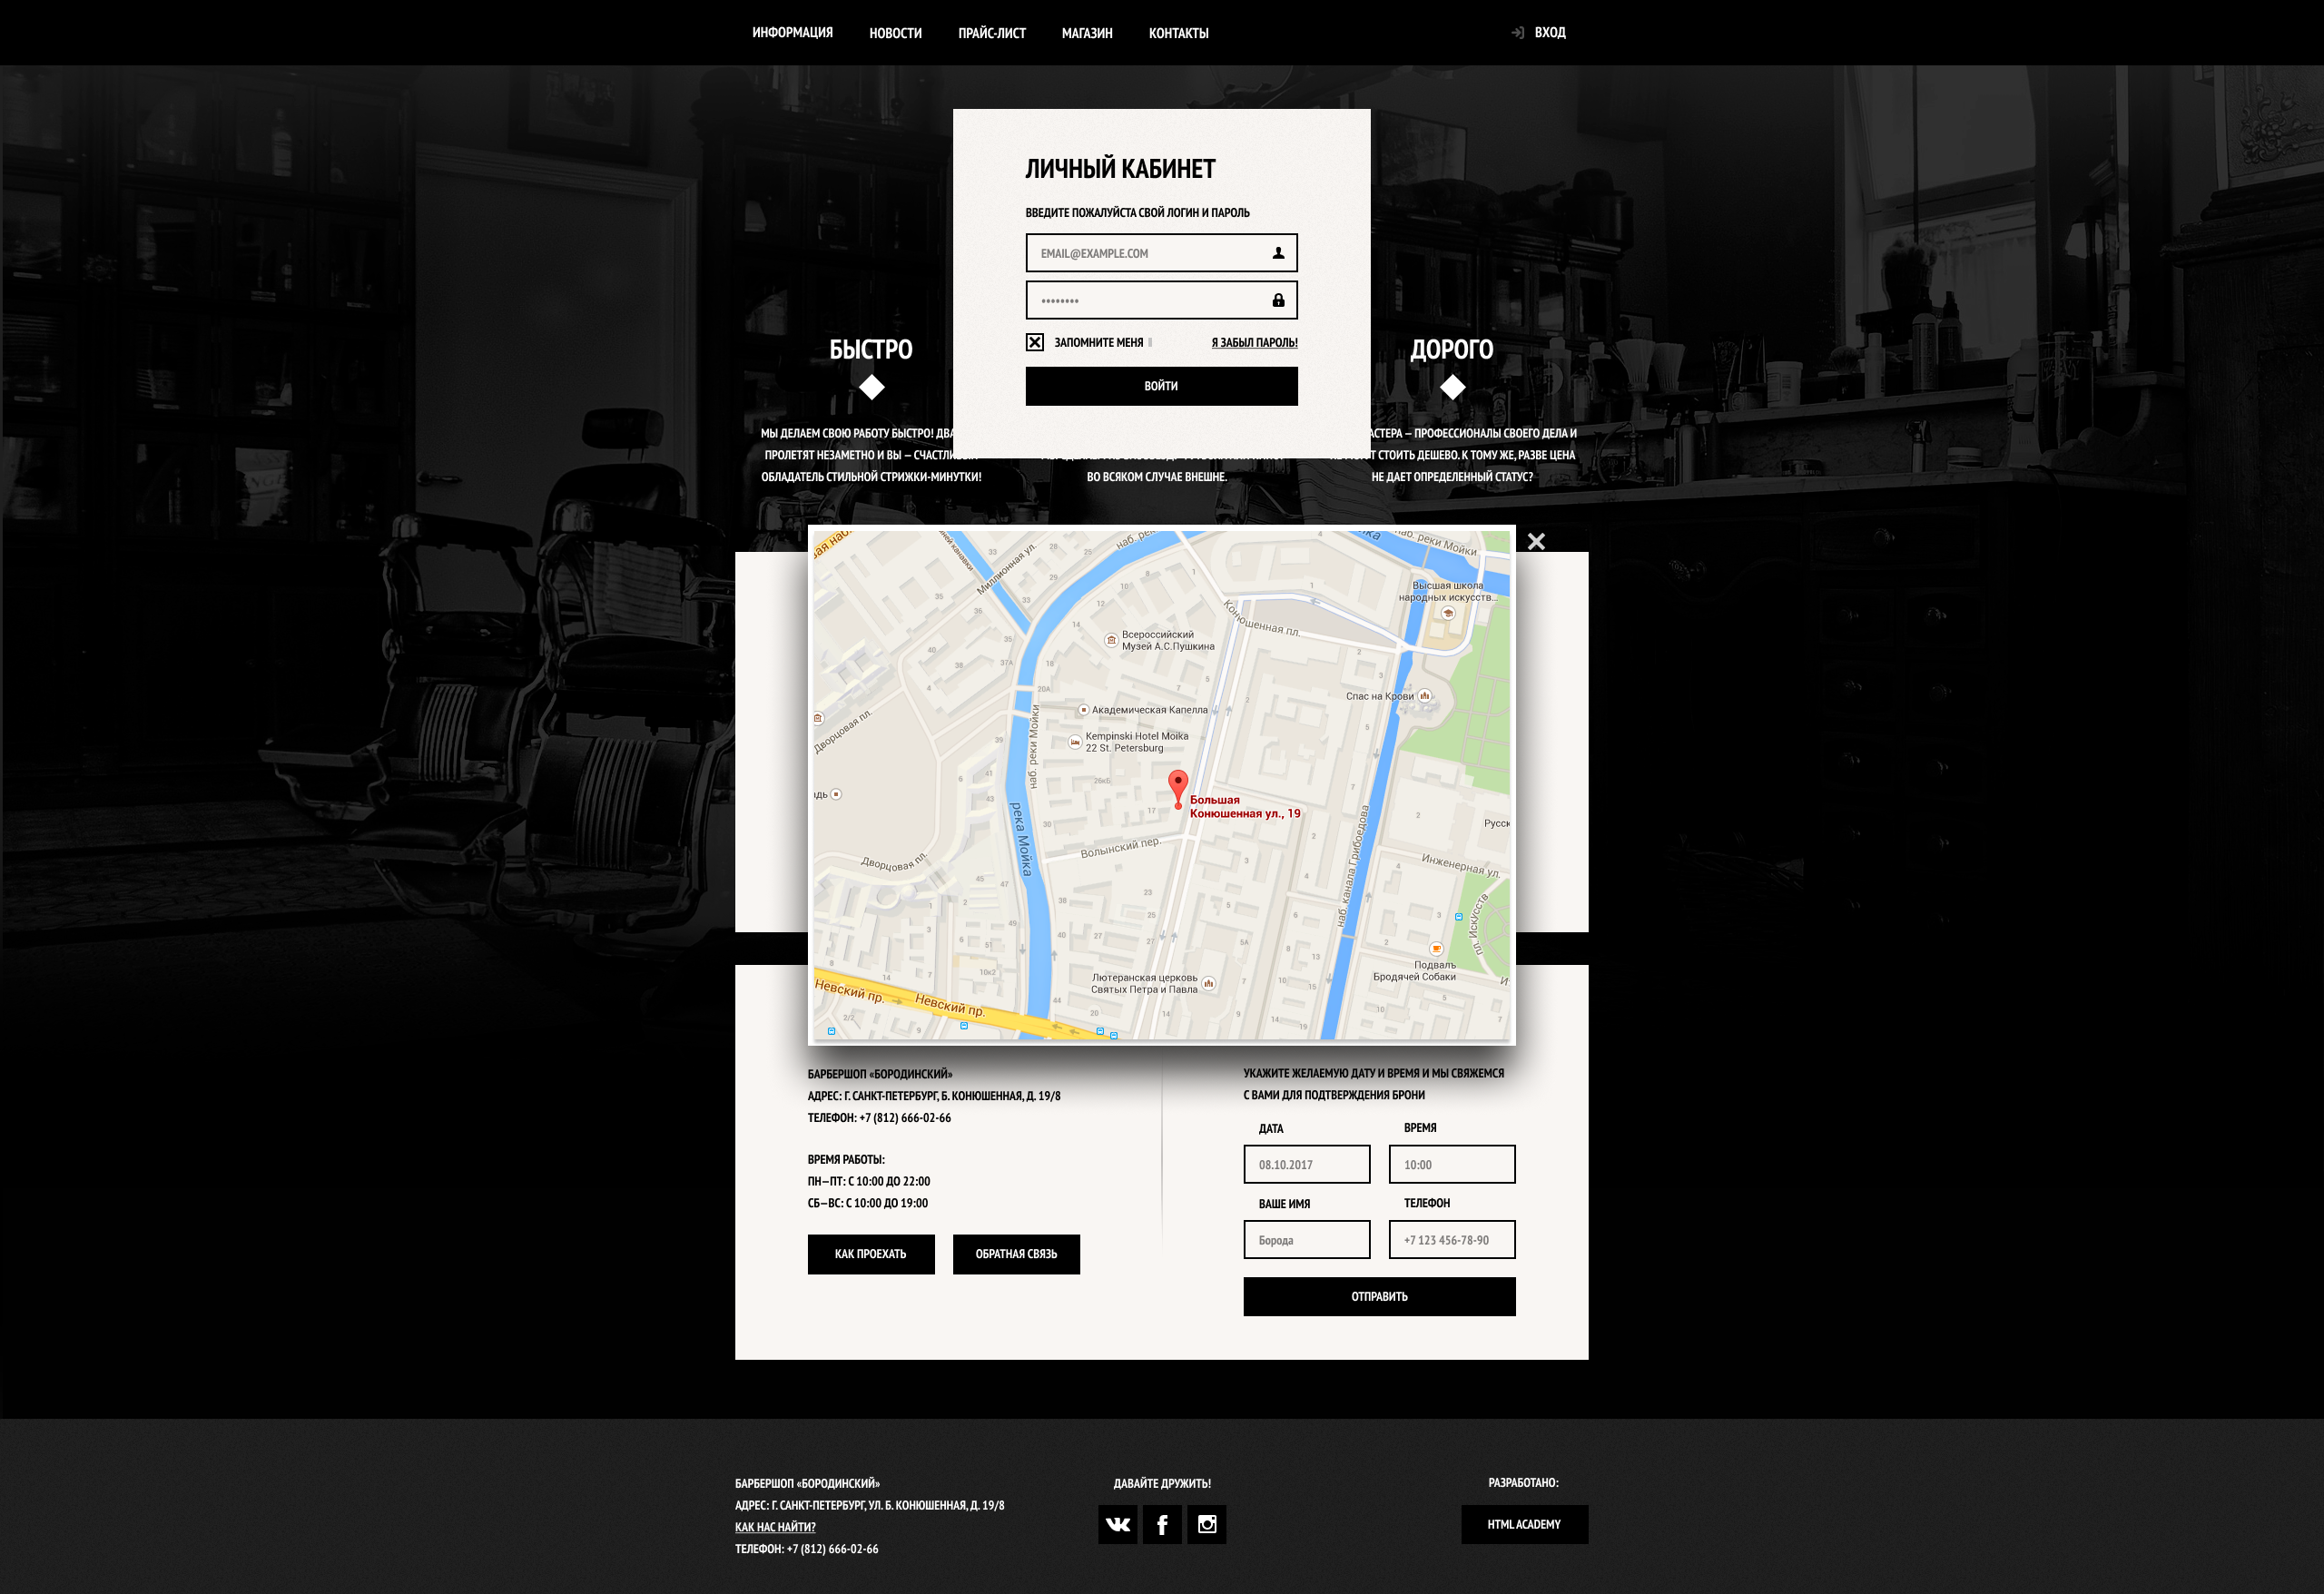 ИНФОРМАЦИЯ НОВОСТИ ПРАЙС-ЛИСТ МАГАЗИН КОНТАКТЫ ВХОД
ЛИЧНЫЙ КАБИНЕТ
ВВЕДИТЕ ПОЖАЛУЙСТА СВОЙ ЛОГИН И ПАРОЛЬ
EMAIL@EXAMPLE.COM
••••••••
ЗАПОМНИТЕ МЕНЯ Я ЗАБЫЛ ПАРОЛЬ!
ВОЙТИ
БЫСТРО
МЫ ДЕЛАЕМ СВОЮ РАБОТУ БЫСТРО! ДВА
ПРОЛЕТЯТ НЕЗАМЕТНО И ВЫ – СЧАСТЛИВЫЙ
ОБЛАДАТЕЛЬ СТИЛЬНОЙ СТРИЖКИ-МИНУТКИ!
ВО ВСЯКОМ СЛУЧАЕ ВНЕШНЕ.
ДОРОГО
АСТЕРА – ПРОФЕССИОНАЛЫ СВОЕГО ДЕЛА И
СТОИТЬ ДЕШЕВО. К ТОМУ ЖЕ, РАЗВЕ ЦЕНА
НЕ ДАЕТ ОПРЕДЕЛЕННЫЙ СТАТУС?
Миллионная ул.
наб. реки Мойки
Высшая школа
народных искусств...
Конюшенная пл.
Всероссийский
Музей А.С.Пушкина
Спас на Крови
Академическая Капелла
Дворцовая пл.
Kempinski Hotel Moika
22 St. Petersburg
наб. реки Мойки
Большая
Конюшенная ул., 19
река Мойка
Русск
Волынский пер.
Дворцовая пл.
наб. канала Грибоедова
Инженерная ул.
пл. Искусств
Подвалъ
Бродячей Собаки
Лютеранская церковь
Святых Петра и Павла
Невский пр.
Невский пр.
БАРБЕРШОП «БОРОДИНСКИЙ»
АДРЕС: Г. САНКТ-ПЕТЕРБУРГ, Б. КОНЮШЕННАЯ, Д. 19/8
ТЕЛЕФОН: +7 (812) 666-02-66
ВРЕМЯ РАБОТЫ:
ПН–ПТ: С 10:00 ДО 22:00
СБ–ВС: С 10:00 ДО 19:00
КАК ПРОЕХАТЬ ОБРАТНАЯ СВЯЗЬ
УКАЖИТЕ ЖЕЛАЕМУЮ ДАТУ И ВРЕМЯ И МЫ СВЯЖЕМСЯ
С ВАМИ ДЛЯ ПОДТВЕРЖДЕНИЯ БРОНИ
ДАТА ВРЕМЯ
08.10.2017 10:00
ВАШЕ ИМЯ ТЕЛЕФОН
Борода +7 123 456-78-90
ОТПРАВИТЬ
БАРБЕРШОП «БОРОДИНСКИЙ»
АДРЕС: Г. САНКТ-ПЕТЕРБУРГ, УЛ. Б. КОНЮШЕННАЯ, Д. 19/8
КАК НАС НАЙТИ?
ТЕЛЕФОН: +7 (812) 666-02-66
ДАВАЙТЕ ДРУЖИТЬ!
РАЗРАБОТАНО:
HTML ACADEMY